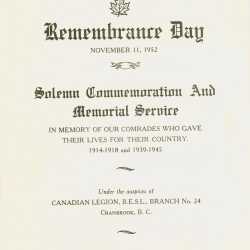 Remembrance Day
NOVEMBER 11, 1952
Solemn Commemoration And
Memorial Service
IN MEMORY OF OUR COMRADES WHO GAVE
THEIR LIVES FOR THEIR COUNTRY.
1914-1918 and 1939-1945
Under the auspices of
CANADIAN LEGION, B.E.S.L., BRANCH No. 24
CRANBROOK, B. C.